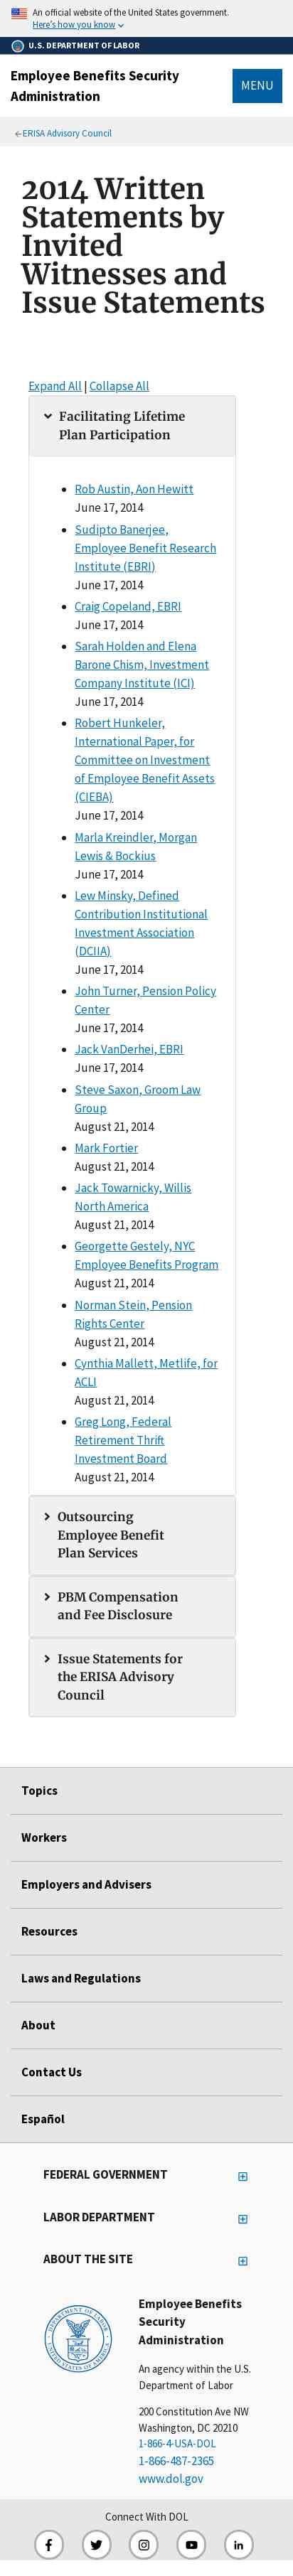 An official website of the United States government.
Here's how you know
U.S. DEPARTMENT OF LABOR
Employee Benefits Security
Administration
MENU
ERISA Advisory Council
2014 Written
Statements by
Invited
Witnesses and
Issue Statements
Expand All | Collapse All
Facilitating Lifetime
Plan Participation
Rob Austin, Aon Hewitt
June 17, 2014
Sudipto Banerjee,
Employee Benefit Research
Institute (EBRI)
June 17, 2014
Craig Copeland, EBRI
June 17, 2014
Sarah Holden and Elena
Barone Chism, Investment
Company Institute (ICI)
June 17, 2014
Robert Hunkeler,
International Paper, for
Committee on Investment
of Employee Benefit Assets
(CIEBA)
June 17, 2014
Marla Kreindler, Morgan
Lewis & Bockius
June 17, 2014
Lew Minsky, Defined
Contribution Institutional
Investment Association
(DCIIA)
June 17, 2014
John Turner, Pension Policy
Center
June 17, 2014
Jack VanDerhei, EBRI
June 17, 2014
Steve Saxon, Groom Law
Group
August 21, 2014
Mark Fortier
August 21, 2014
Jack Towarnicky, Willis
North America
August 21, 2014
Georgette Gestely, NYC
Employee Benefits Program
August 21, 2014
Norman Stein, Pension
Rights Center
August 21, 2014
Cynthia Mallett, Metlife, for
ACLI
August 21, 2014
Greg Long, Federal
Retirement Thrift
Investment Board
August 21, 2014
Outsourcing
Employee Benefit
Plan Services
PBM Compensation
and Fee Disclosure
Issue Statements for
the ERISA Advisory
Council
Topics
Workers
Employers and Advisers
Resources
Laws and Regulations
About
Contact Us
Español
FEDERAL GOVERNMENT
LABOR DEPARTMENT
ABOUT THE SITE
Employee Benefits
Security
Administration
An agency within the U.S.
Department of Labor
200 Constitution Ave NW
Washington, DC 20210
1-866-4-USA-DOL
1-866-487-2365
www.dol.gov
Connect With DOL